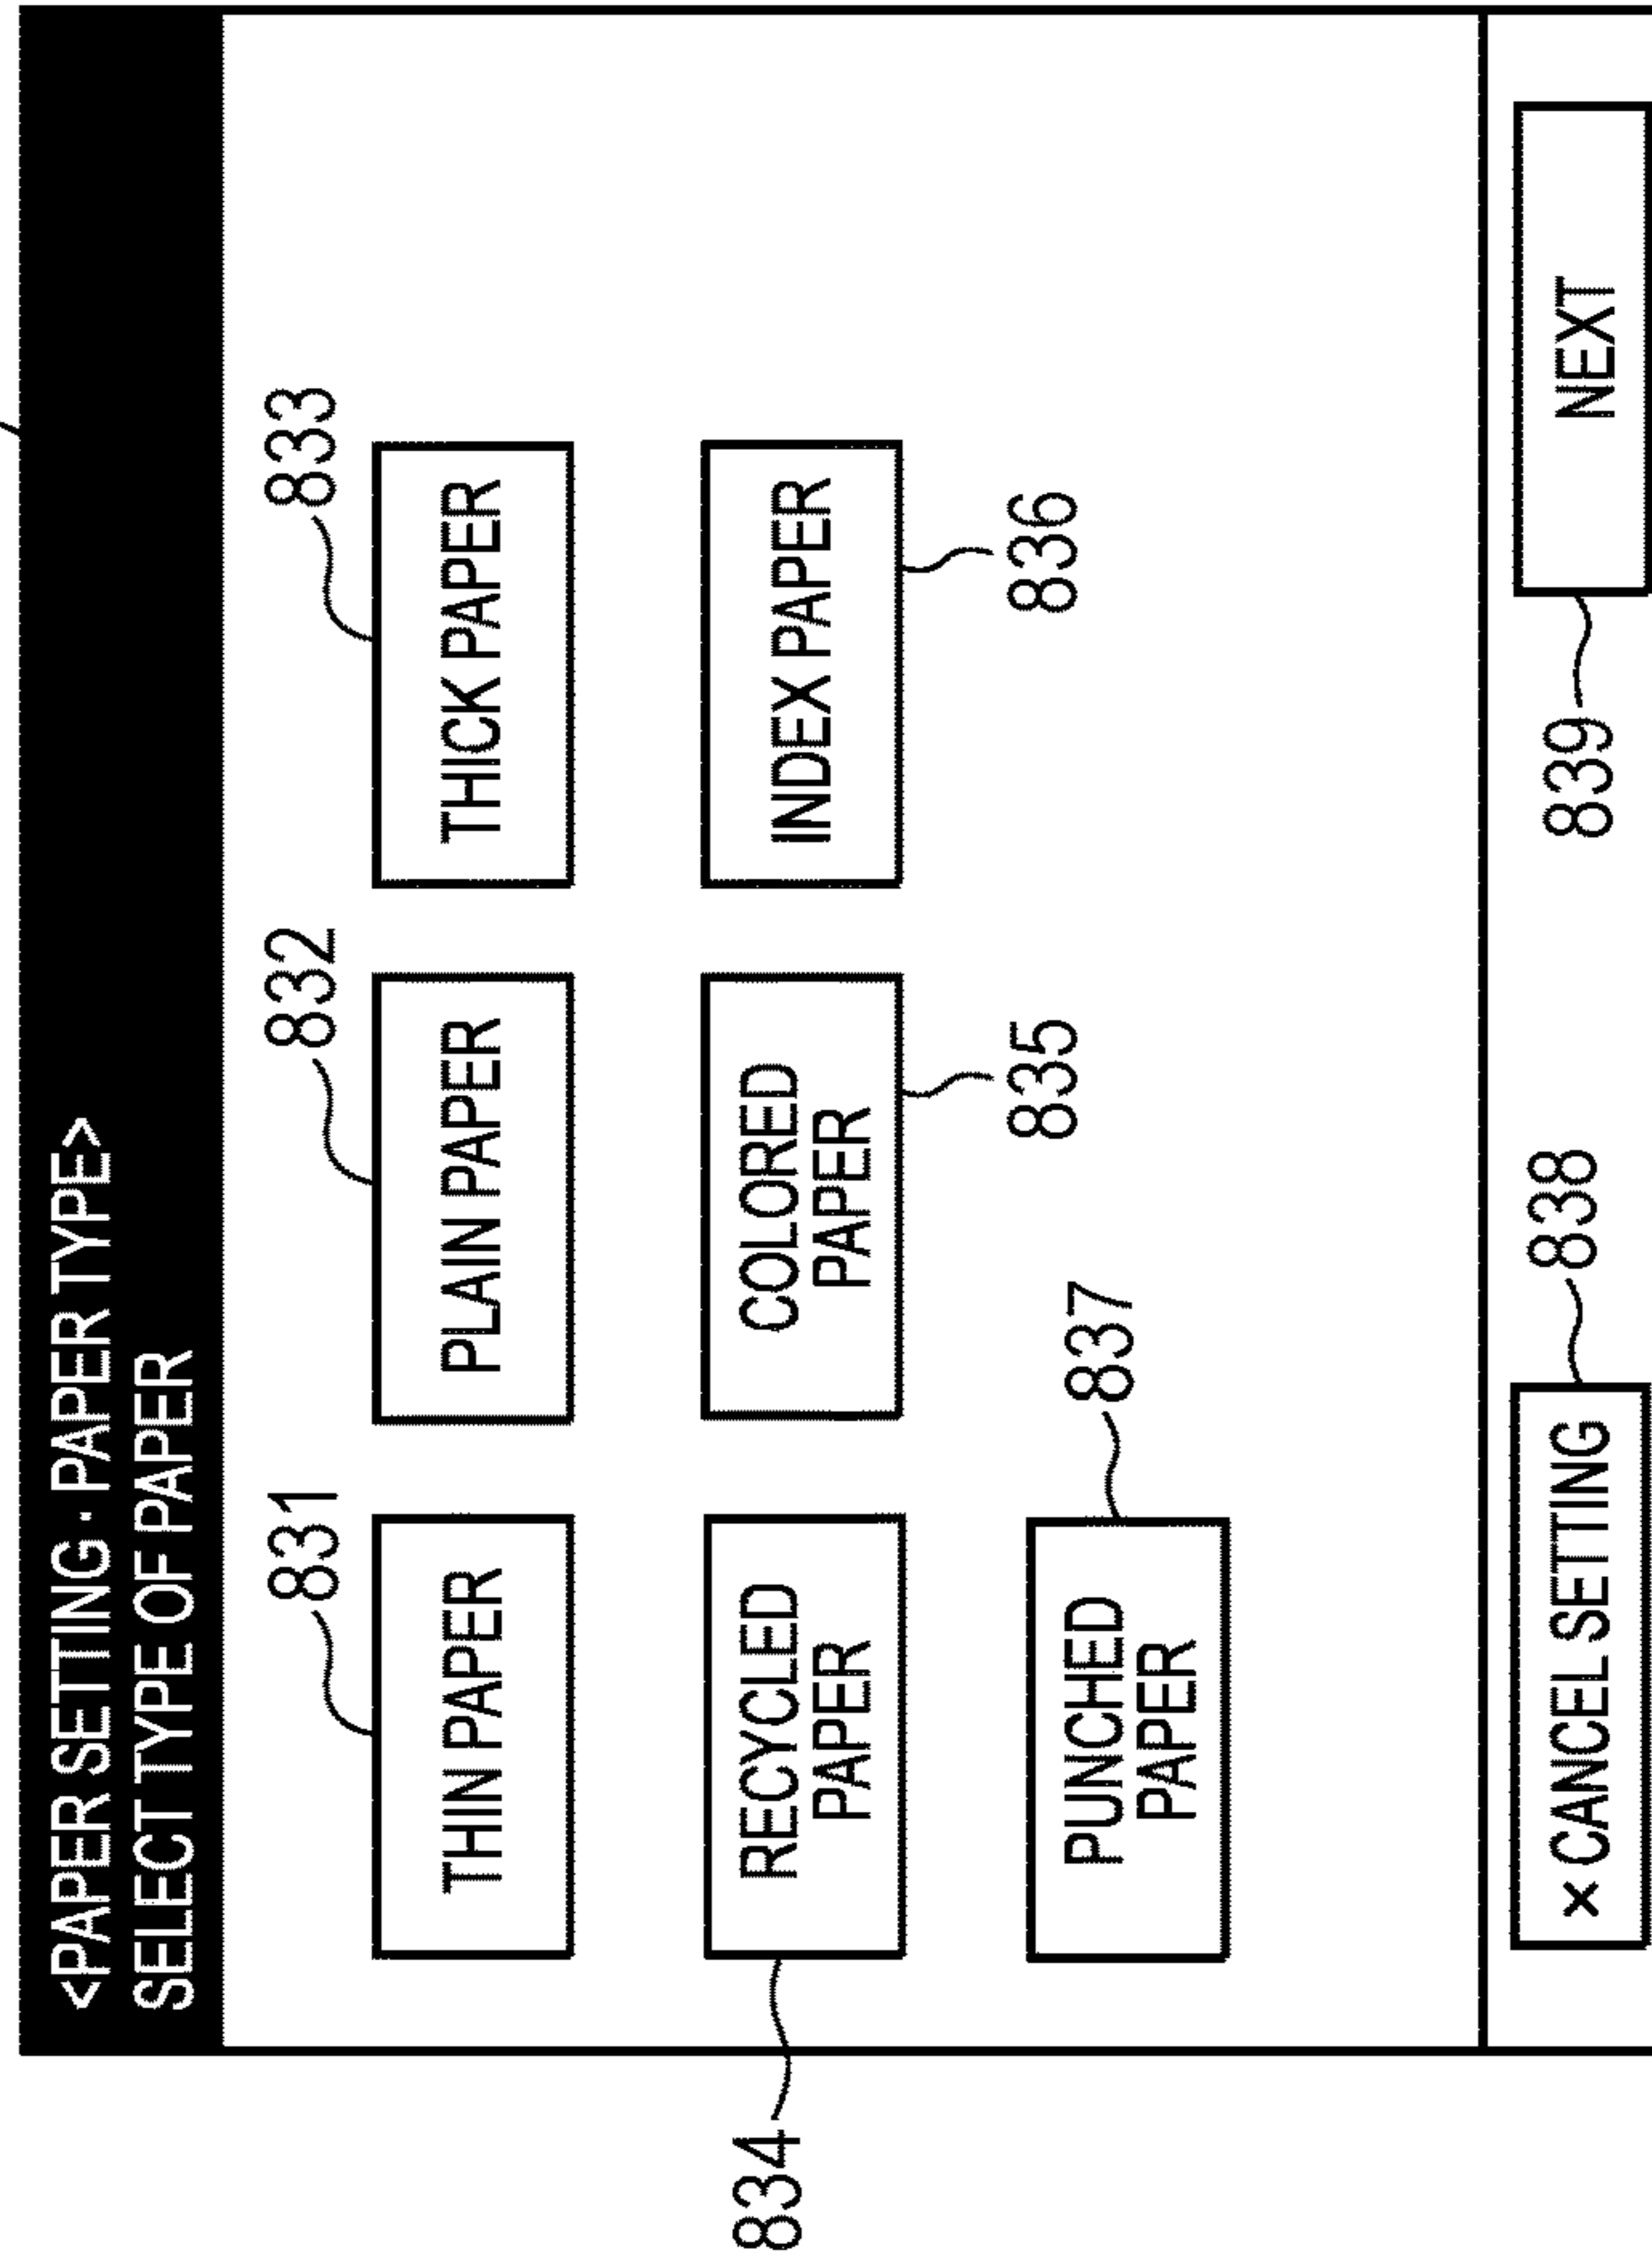 <PAPER SETTING · PAPER TYPE>
SELECT TYPE OF PAPER
831
832
833
THIN PAPER
PLAIN PAPER
THICK PAPER
834
RECYCLED
PAPER
COLORED
PAPER
INDEX PAPER
835
836
837
PUNCHED
PAPER
838
839
× CANCEL SETTING
NEXT